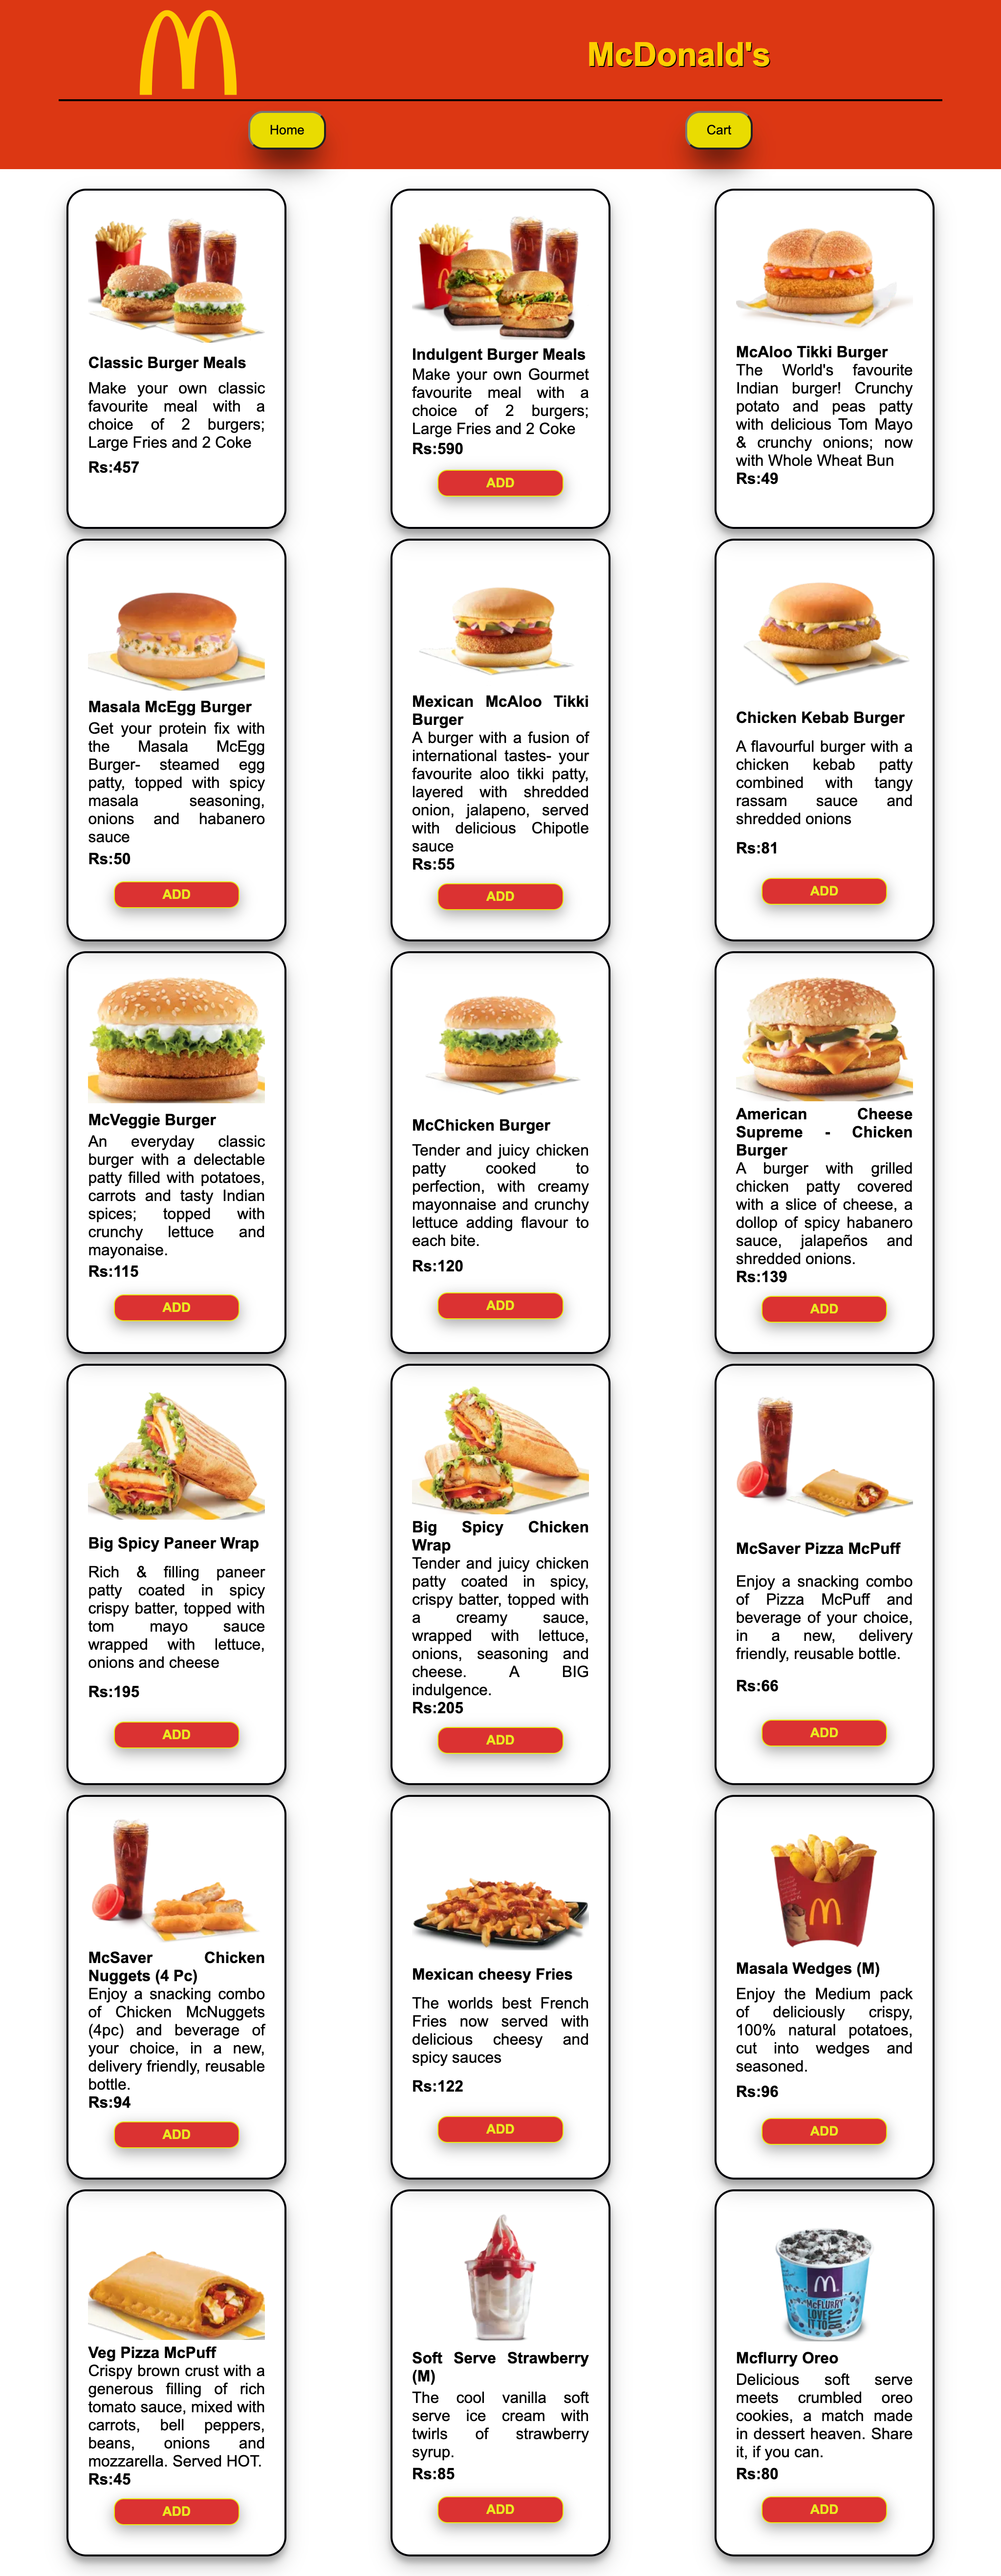 McDonald's
Home
Cart
Classic Burger Meals
Make your own classic
favourite meal with a
choice of 2 burgers;
Large Fries and 2 Coke
Rs:457
Indulgent Burger Meals
Make your own Gourmet
favourite meal with a
choice of 2 burgers;
Large Fries and 2 Coke
Rs:590
ADD
McAloo Tikki Burger
The World's favourite
Indian burger! Crunchy
potato and peas patty
with delicious Tom Mayo
& crunchy onions; now
with Whole Wheat Bun
Rs:49
Masala McEgg Burger
Get your protein fix with
the Masala McEgg
Burger- steamed egg
patty, topped with spicy
masala seasoning,
onions and habanero
sauce
Rs:50
ADD
Mexican McAloo Tikki
Burger
A burger with a fusion of
international tastes- your
favourite aloo tikki patty,
layered with shredded
onion, jalapeno, served
with delicious Chipotle
sauce
Rs:55
ADD
Chicken Kebab Burger
A flavourful burger with a
chicken kebab patty
combined with tangy
rassam sauce and
shredded onions
Rs:81
ADD
McVeggie Burger
An everyday classic
burger with a delectable
patty filled with potatoes,
carrots and tasty Indian
spices; topped with
crunchy lettuce and
mayonaise.
Rs:115
ADD
McChicken Burger
Tender and juicy chicken
patty cooked to
perfection, with creamy
mayonnaise and crunchy
lettuce adding flavour to
each bite.
Rs:120
ADD
American Cheese
Supreme - Chicken
Burger
A burger with grilled
chicken patty covered
with a slice of cheese, a
dollop of spicy habanero
sauce, jalapeños and
shredded onions.
Rs:139
ADD
Big Spicy Paneer Wrap
Rich & filling paneer
patty coated in spicy
crispy batter, topped with
tom mayo sauce
wrapped with lettuce,
onions and cheese
Rs:195
ADD
Big Spicy Chicken
Wrap
Tender and juicy chicken
patty coated in spicy,
crispy batter, topped with
a creamy sauce,
wrapped with lettuce,
onions, seasoning and
cheese. A BIG
indulgence.
Rs:205
ADD
McSaver Pizza McPuff
Enjoy a snacking combo
of Pizza McPuff and
beverage of your choice,
in a new, delivery
friendly, reusable bottle.
Rs:66
ADD
McSaver Chicken
Nuggets (4 Pc)
Enjoy a snacking combo
of Chicken McNuggets
(4pc) and beverage of
your choice, in a new,
delivery friendly, reusable
bottle.
Rs:94
ADD
Mexican cheesy Fries
The worlds best French
Fries now served with
delicious cheesy and
spicy sauces
Rs:122
ADD
Masala Wedges (M)
Enjoy the Medium pack
of deliciously crispy,
100% natural potatoes,
cut into wedges and
seasoned.
Rs:96
ADD
Veg Pizza McPuff
Crispy brown crust with a
generous filling of rich
tomato sauce, mixed with
carrots, bell peppers,
beans, onions and
mozzarella. Served HOT.
Rs:45
ADD
Soft Serve Strawberry
(M)
The cool vanilla soft
serve ice cream with
twirls of strawberry
syrup.
Rs:85
ADD
McFLURRY
LOVE
IT TO
BITS
Mcflurry Oreo
Delicious soft serve
meets crumbled oreo
cookies, a match made
in dessert heaven. Share
it, if you can.
Rs:80
ADD